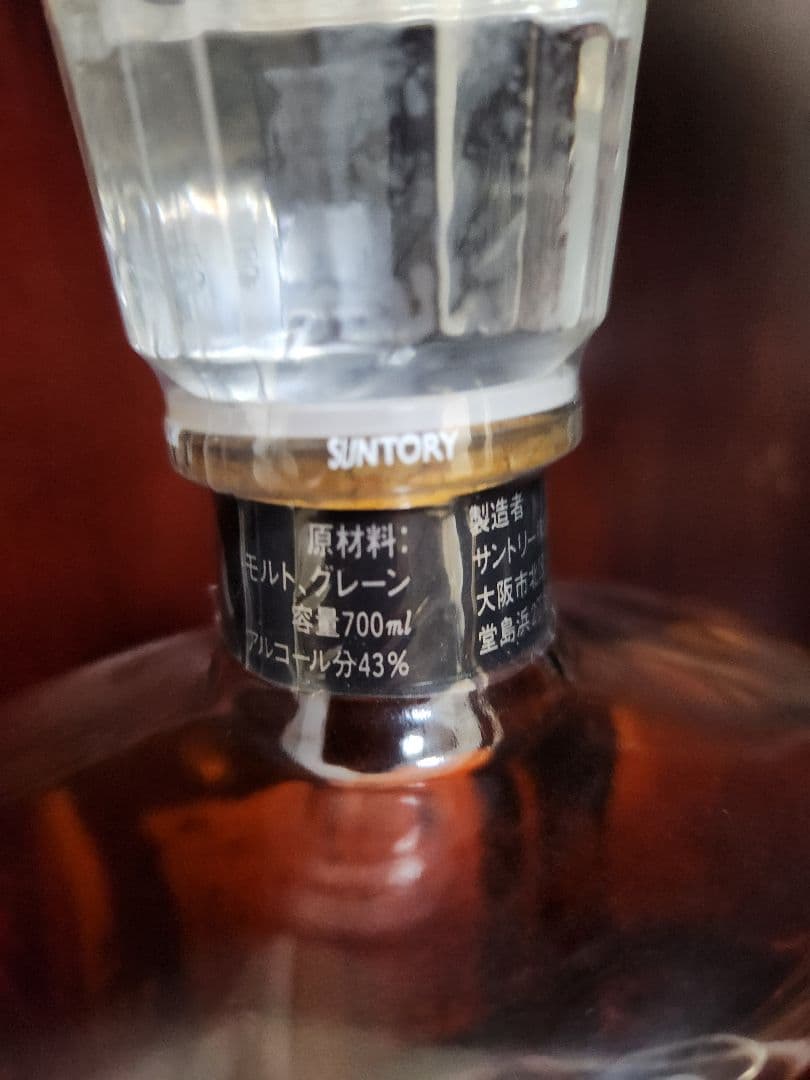 SUNTORY
原材料:
モルト、グレーン
容量700ml
アルコール分43%
製造者
サントリー
大阪市北
堂島浜2